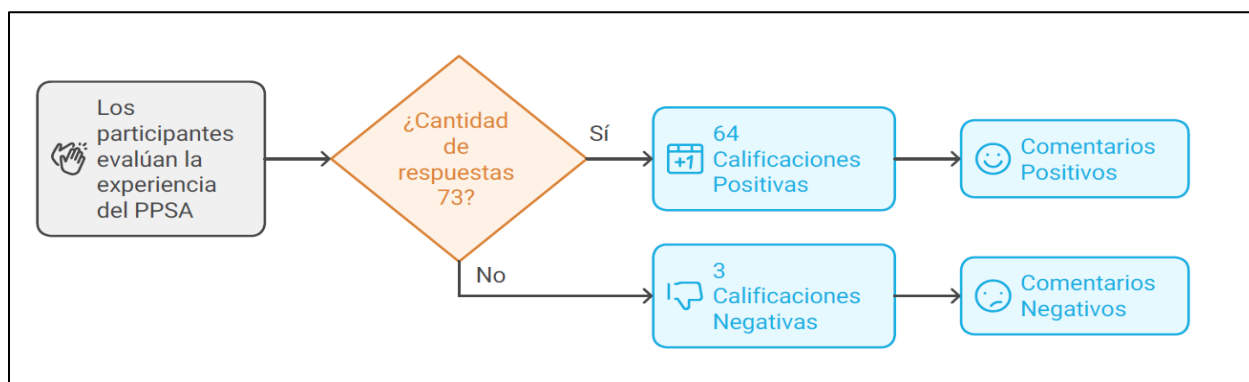 Los
participantes
evalúan la
experiencia
del PPSA
¿Cantidad
de
respuestas
73?
Sí
64
+1
Calificaciones
Positivas
Comentarios
Positivos
No
3
Calificaciones
Negativas
Comentarios
Negativos